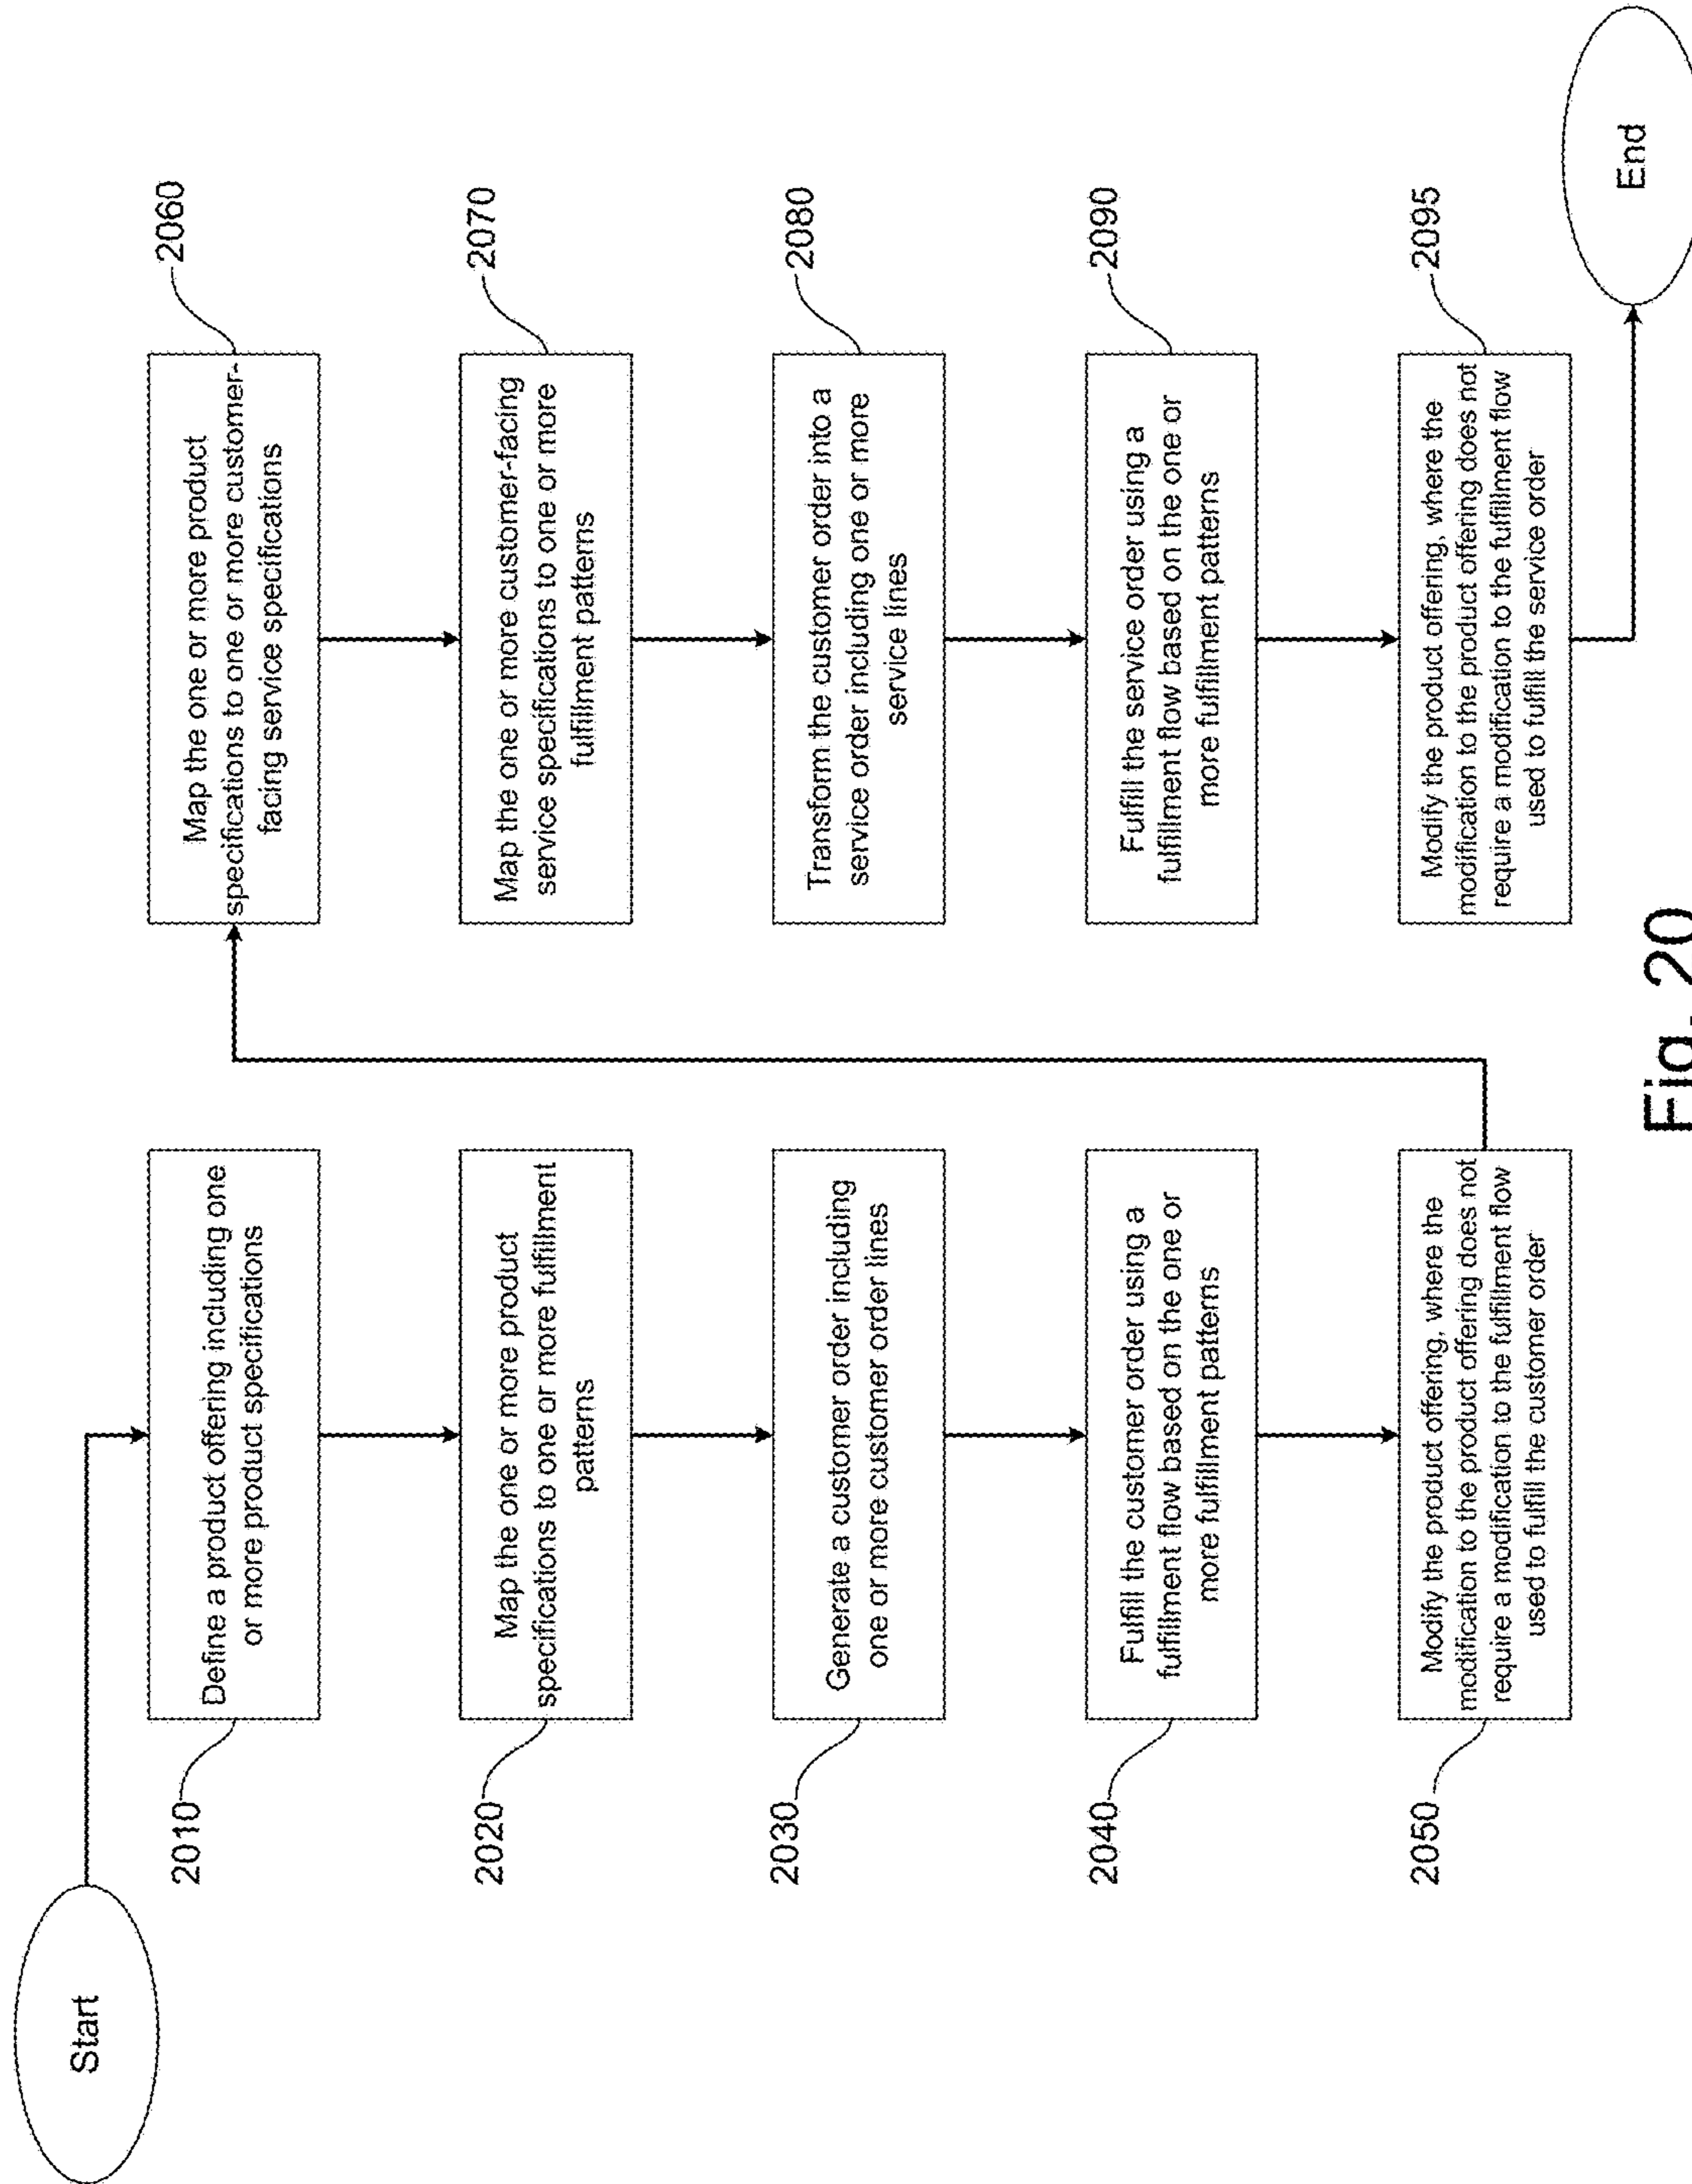 Start
2010
Define a product offering including one
or more product specifications
2020
Map the one or more product
specifications to one or more fulfillment
patterns
2030
Generate a customer order including
one or more customer order lines
2040
Fulfill the customer order using a
fulfillment flow based on the one or
more fulfillment patterns
2050
Modify the product offering, where the
modification to the product offering does not
require a modification to the fulfillment flow
used to fulfill the customer order
2060
Map the one or more product
specifications to one or more customer-
facing service specifications
2070
Map the one or more customer-facing
service specifications to one or more
fulfillment patterns
2080
Transform the customer order into a
service order including one or more
service lines
2090
Fulfill the service order using a
fulfillment flow based on the one or
more fulfillment patterns
2095
Modify the product offering, where the
modification to the product offering does not
require a modification to the fulfillment flow
used to fulfill the service order
End
Fig. 20